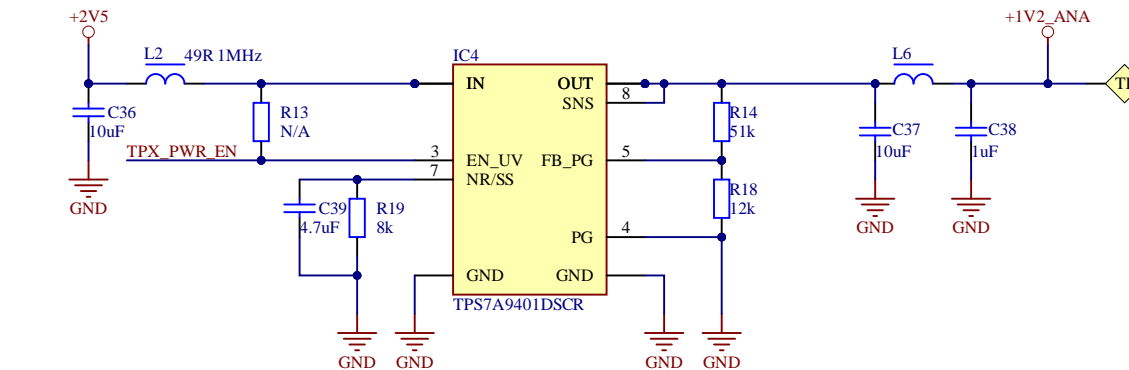 +2V5
+1V2_ANA
L2 49R 1MHz
IC4
L6
IN
OUT
SNS
8
C36
10uF
R13
N/A
R14
51k
C37
10uF
C38
1uF
TPX_PWR_EN
3
EN_UV
FB_PG
5
7
NR/SS
C39
4.7uF
R19
8k
R18
12k
PG
4
GND
GND
GND
GND
GND
GND
TPS7A9401DSCR
GND
GND
GND
GND